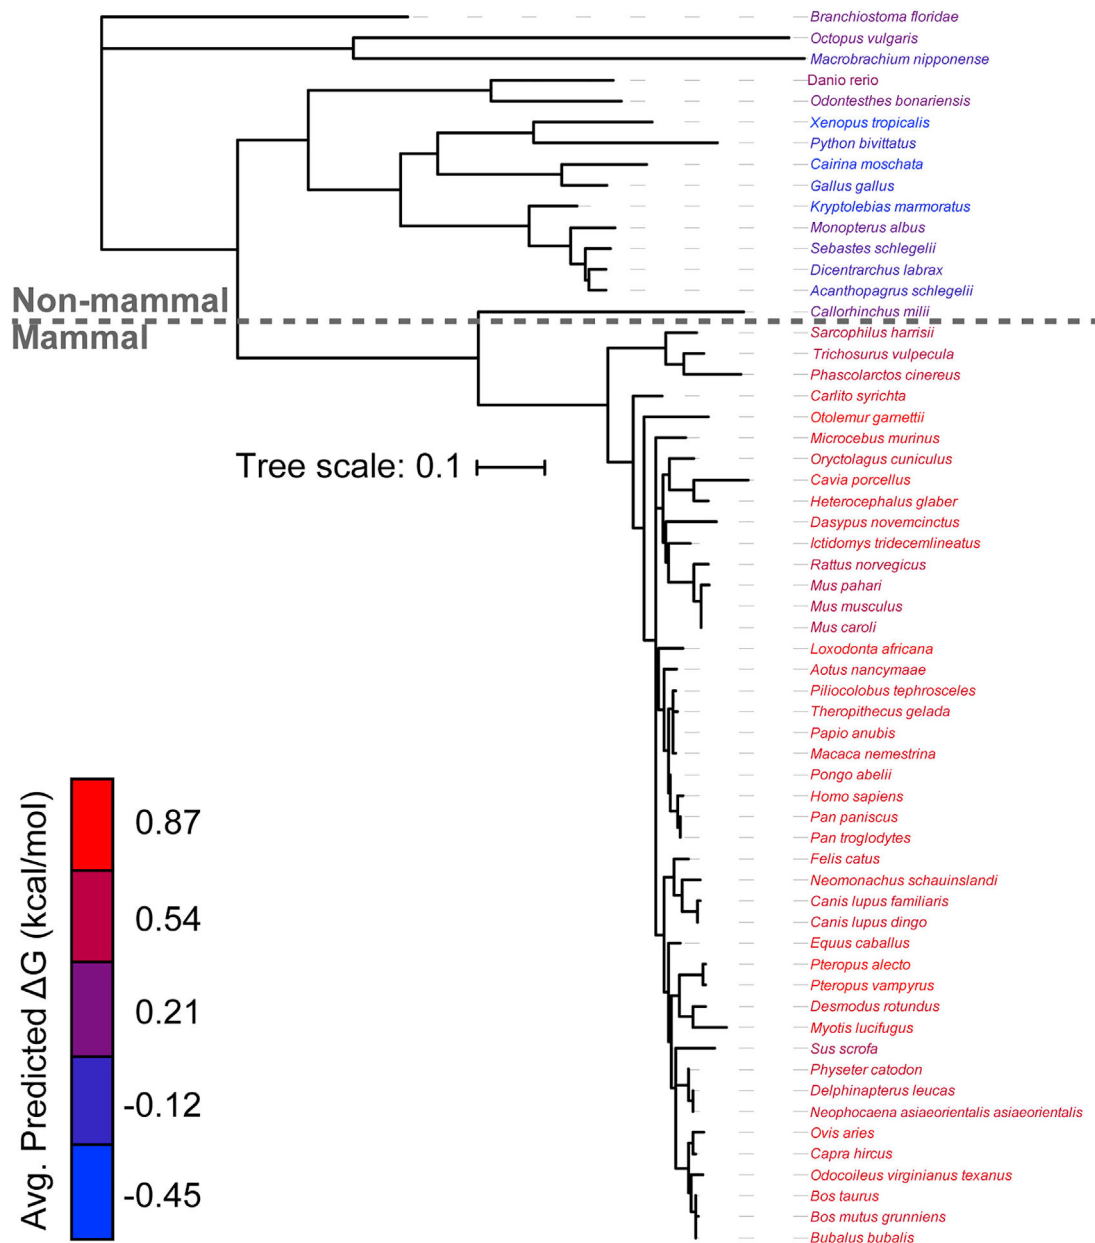 Branchiostoma floridae
Octopus vulgaris
Macrobrachium nipponense
Danio rerio
Odontesthes bonariensis
Xenopus tropicalis
Python bivittatus
Cairina moschata
Gallus gallus
Kryptolebias marmoratus
Monopterus albus
Sebastes schlegelii
Dicentrarchus labrax
Acanthopagrus schlegelii
Non-mammal
Callorhinchus milii
Mammal
Sarcophilus harrisii
Trichosurus vulpecula
Phascolarctos cinereus
Carlito syrichta
Otolemur garnettii
Microcebus murinus
Oryctolagus cuniculus
Tree scale: 0.1
Cavia porcellus
Heterocephalus glaber
Dasypus novemcinctus
Ictidomys tridecemlineatus
Rattus norvegicus
Mus pahari
Mus musculus
Mus caroli
Loxodonta africana
Aotus nancymaae
Piliocolobus tephrosceles
Theropithecus gelada
Papio anubis
Macaca nemestrina
Pongo abelii
Homo sapiens
Pan paniscus
Pan troglodytes
Felis catus
Neomonachus schauinslandi
Canis lupus familiaris
Canis lupus dingo
Equus caballus
Pteropus alecto
Pteropus vampyrus
Desmodus rotundus
Myotis lucifugus
Sus scrofa
Physeter catodon
Delphinapterus leucas
Neophocaena asiaeorientalis asiaeorientalis
Ovis aries
Capra hircus
Odocoileus virginianus texanus
Bos taurus
Bos mutus grunniens
Bubalus bubalis
Avg. Predicted ΔG (kcal/mol)
0.87
0.54
0.21
-0.12
-0.45